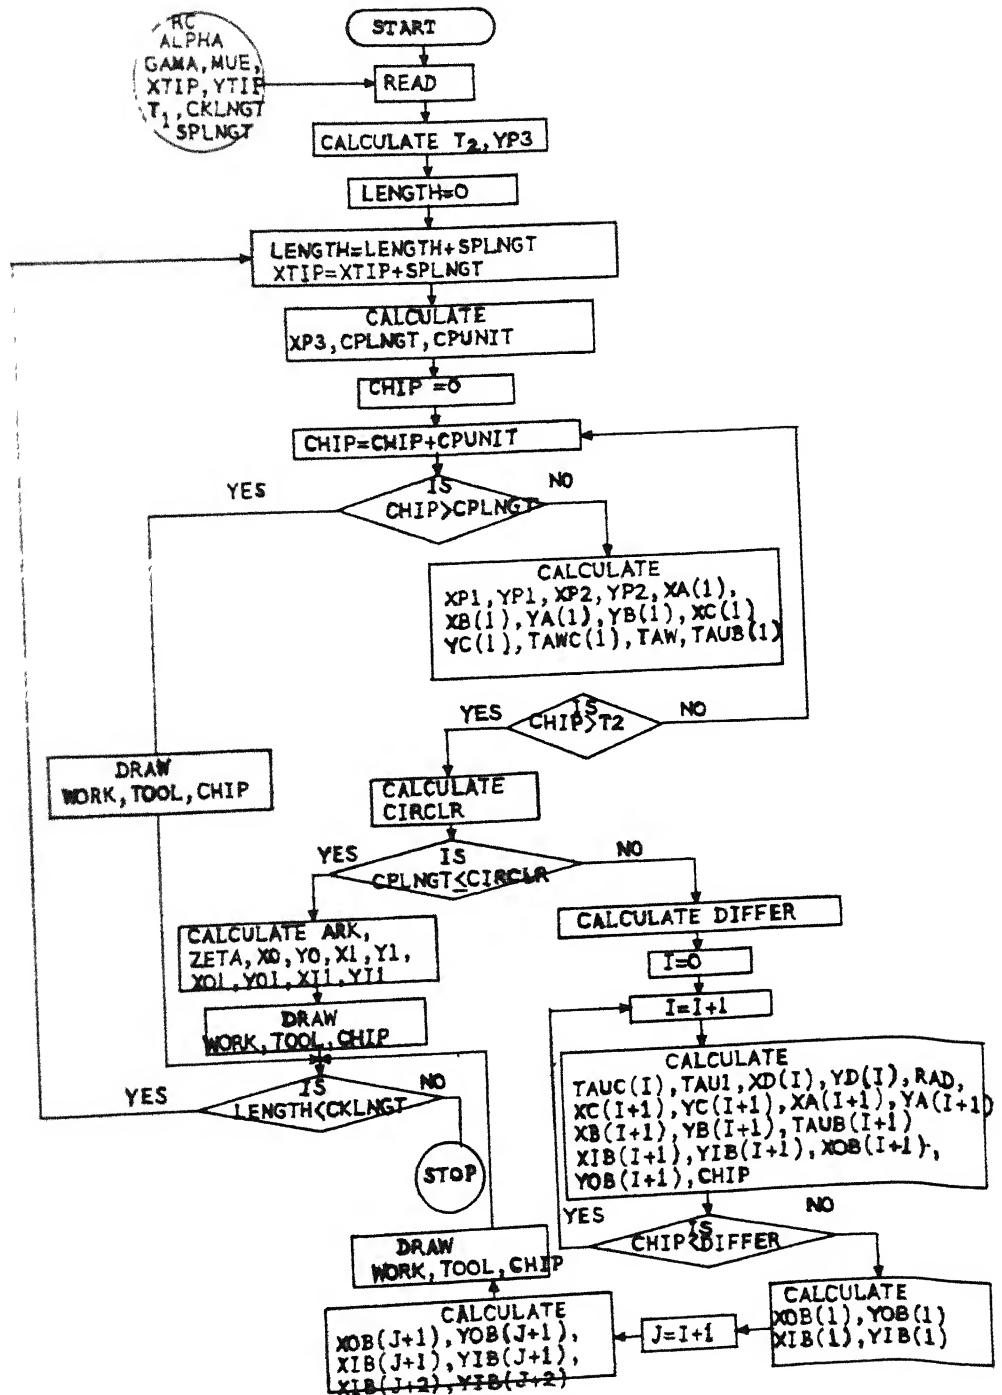 START
RC
ALPHA
GAMA, MUE,
XTIP, YTIP
T1, CKLNGT
SPLNGT
READ
CALCULATE T2, YP3
LENGTH=0
LENGTH=LENGTH+SPLNGT
XTIP=XTIP+SPLNGT
CALCULATE
XP3, CPLNGT, CPUNIT
CHIP =0
CHIP=CHIP+CPUNIT
YES
IS
CHIP>CPLNGT
NO
CALCULATE
XP1, YP1, XP2, YP2, XA(1),
XB(1), YA(1), YB(1), XC(1)
YC(1), TAWC(1), TAW, TAUB(1)
YES
IS
CHIP>T2
NO
DRAW
WORK, TOOL, CHIP
CALCULATE
CIRCLR
YES
IS
CPLNGT≤CIRCLR
NO
CALCULATE ARK,
ZETA, XO, YO, XI, YI,
XO1, YO1, XI1, YI1
DRAW
WORK, TOOL, CHIP
YES
IS
LENGTH<CKLNGT
NO
STOP
CALCULATE DIFFER
I=0
I=I+1
CALCULATE
TAUC(I), TAU1, XD(I), YD(I), RAD,
XC(I+1), YC(I+1), XA(I+1), YA(I+1)
XB(I+1), YB(I+1), TAUB(I+1)
XIB(I+1), YIB(I+1), XOB(I+1),
YOB(I+1), CHIP
YES
IS
CHIP<DIFFER
NO
CALCULATE
XOB(1), YOB(1)
XIB(1), YIB(1)
J=I+1
CALCULATE
XOB(J+1), YOB(J+1),
XIB(J+1), YIB(J+1),
XIB(J+2), YIB(J+2)
DRAW
WORK, TOOL, CHIP